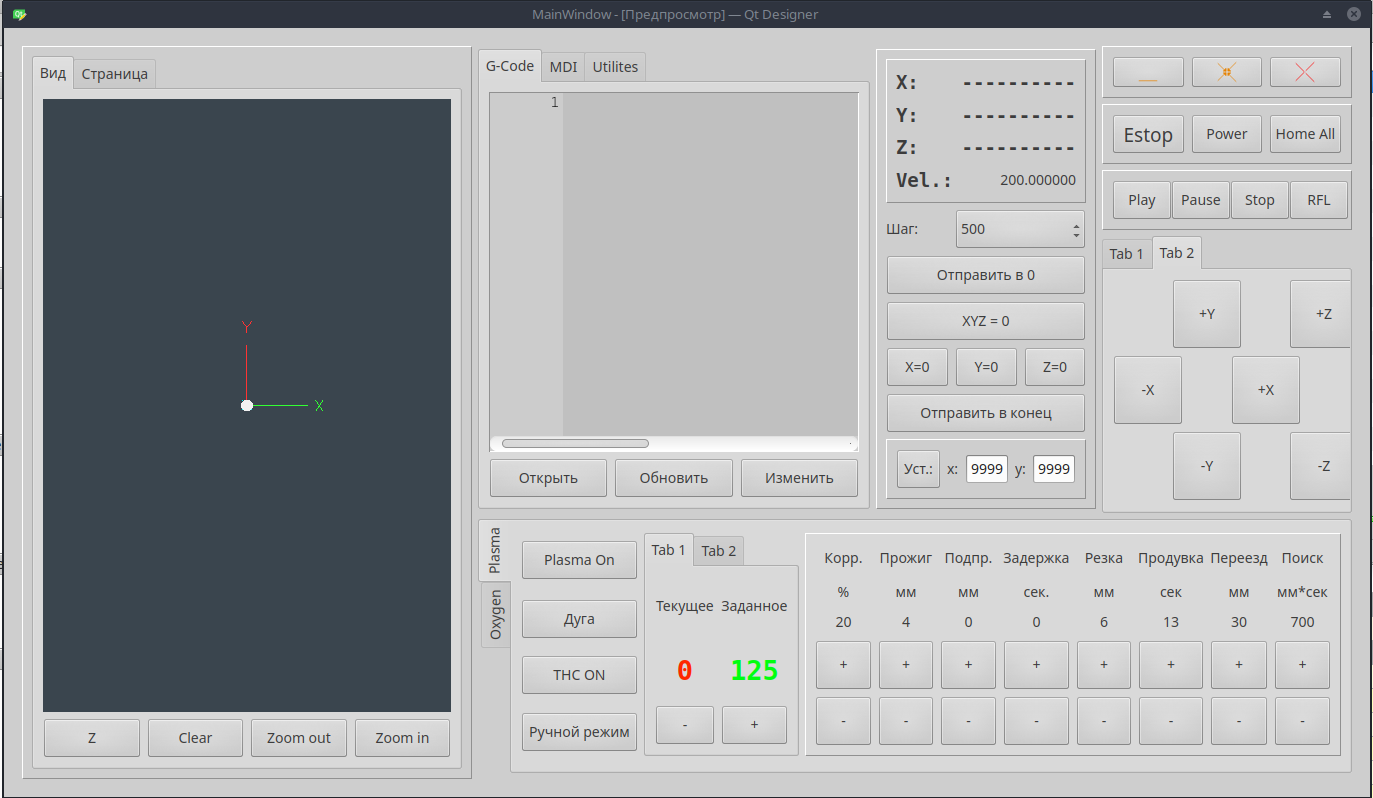 MainWindow - [Предпросмотр] — Qt Designer
Вид Страница
Y
X
Z Clear Zoom out Zoom in
G-Code MDI Utilites
1
Открыть Обновить Изменить
X: ----------
Y: ----------
Z: ----------
Vel.: 200.000000
Шаг: 500
Отправить в 0
XYZ = 0
X=0 Y=0 Z=0
Отправить в конец
Уст.: x: 9999 y: 9999
Estop Power Home All
Play Pause Stop RFL
Tab 1 Tab 2
+Y +Z
-X +X
-Y -Z
Plasma
Oxygen
Plasma On
Дуга
THC ON
Ручной режим
Tab 1 Tab 2
Текущее Заданное
0 125
- +
Корр. Прожиг Подпр. Задержка Резка Продувка Переезд Поиск
% мм мм сек. мм сек мм мм*сек
20 4 0 0 6 13 30 700
+ + + + + + + +
- - - - - - - -